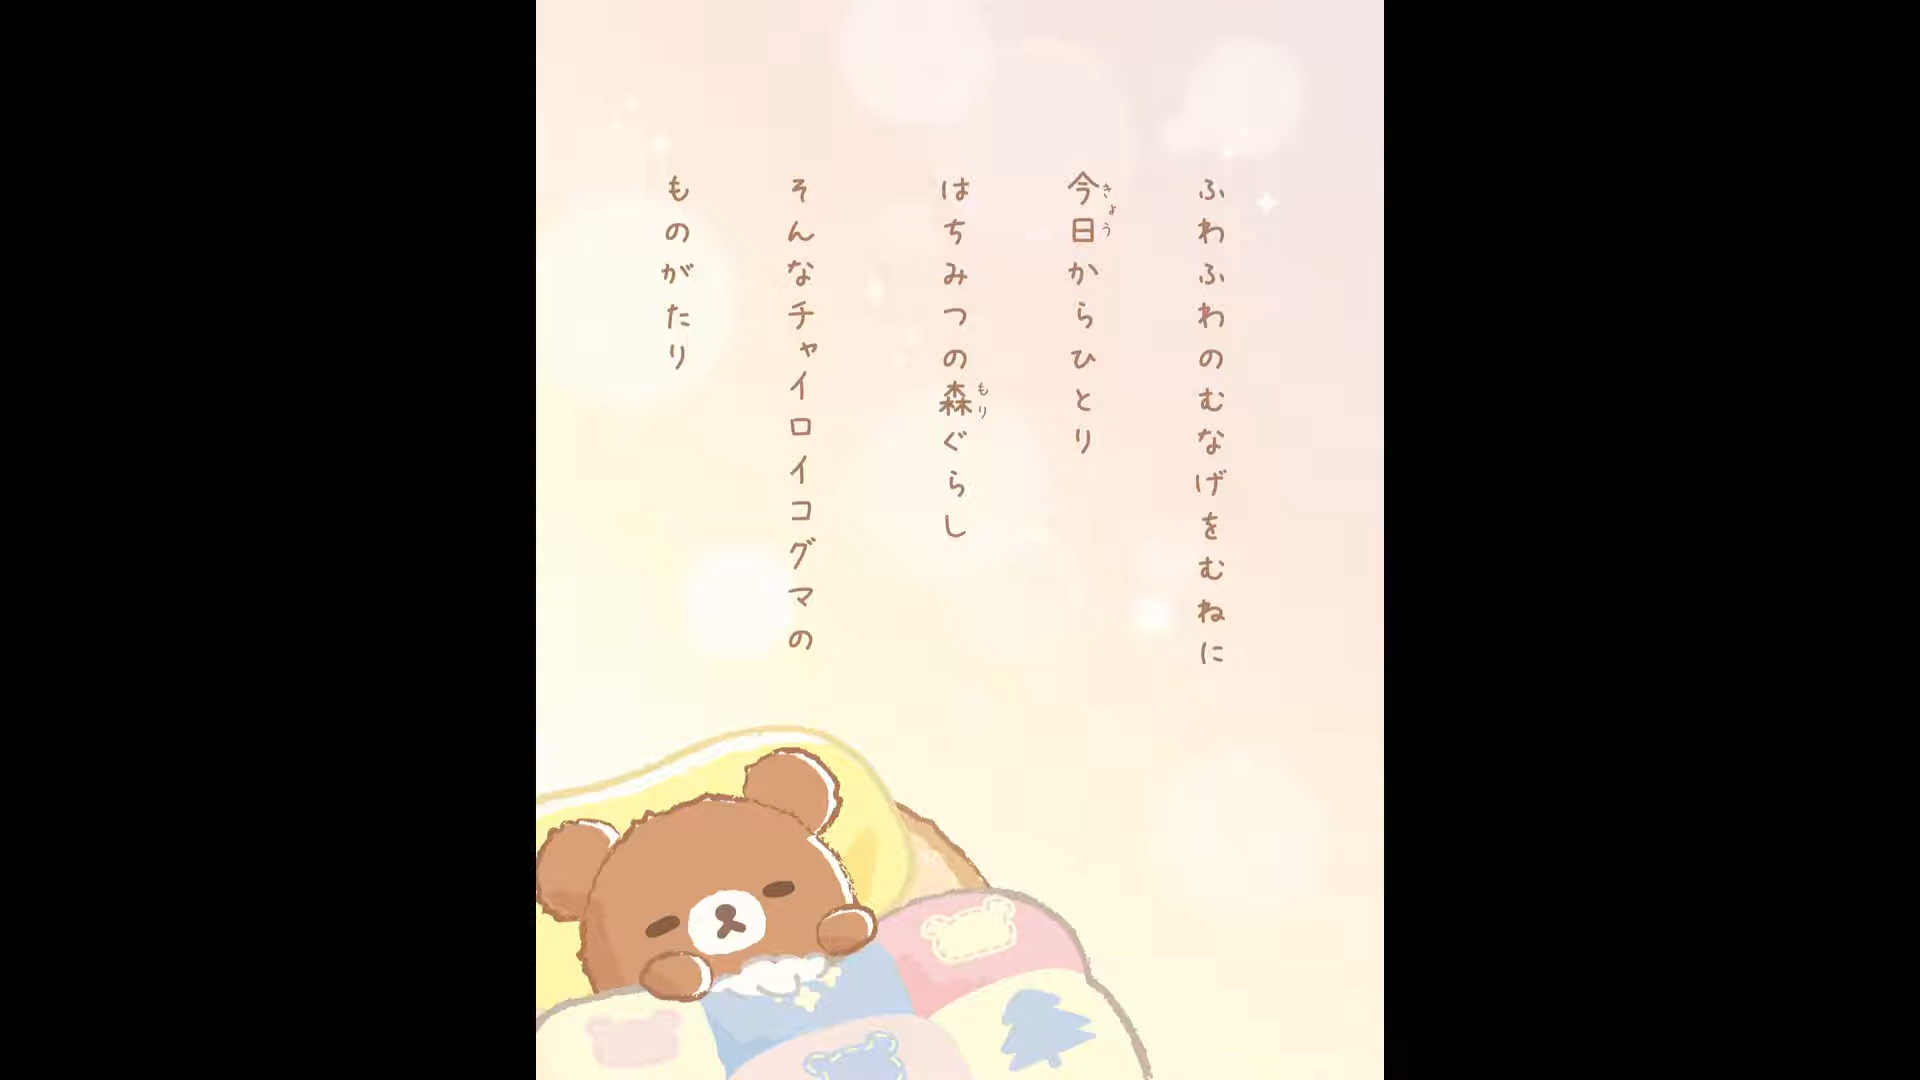 ふわふわのむなげをむねに
今日からひとり
はちみつの森ぐらし
そんなチャイロイコグマの
ものがたり